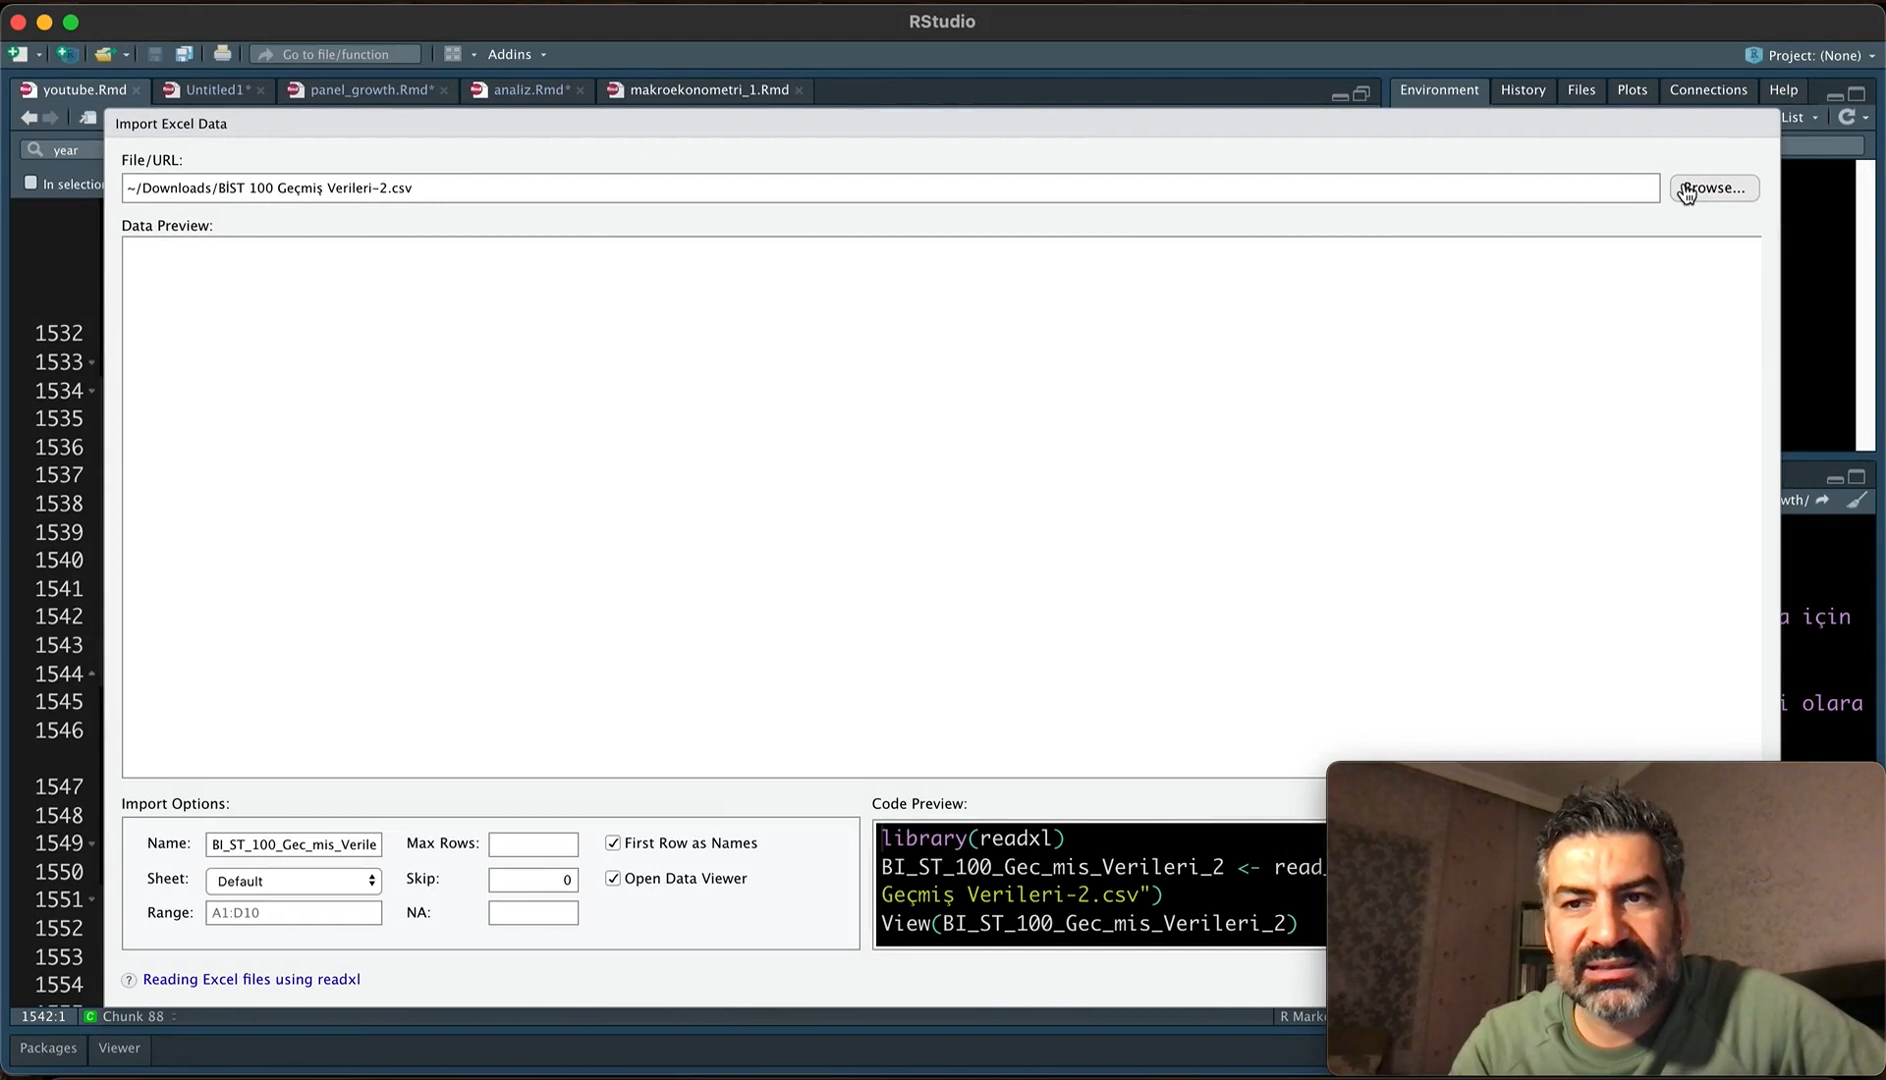 RStudio
Go to file/function
Addins
Project: (None)
youtube.Rmd
Untitled1*
panel_growth.Rmd*
analiz.Rmd*
makroekonometri_1.Rmd
Environment
History
Files
Plots
Connections
Help
List
year
In selection
Import Excel Data
File/URL:
~/Downloads/BİST 100 Geçmiş Verileri-2.csv
Browse...
Data Preview:
1532
1533
1534
1535
1536
1537
1538
1539
1540
1541
1542
1543
1544
1545
1546
1547
1548
1549
1550
1551
1552
1553
1554
wth/
a için
i olara
Import Options:
Name:
BI_ST_100_Gec_mis_Verile
Max Rows:
First Row as Names
Sheet:
Default
Skip:
0
Open Data Viewer
Range:
A1:D10
NA:
Code Preview:
library(readxl)
BI_ST_100_Gec_mis_Verileri_2 <- read_
Geçmiş Verileri-2.csv")
View(BI_ST_100_Gec_mis_Verileri_2)
? Reading Excel files using readxl
1542:1
C Chunk 88
R Mark
Packages
Viewer